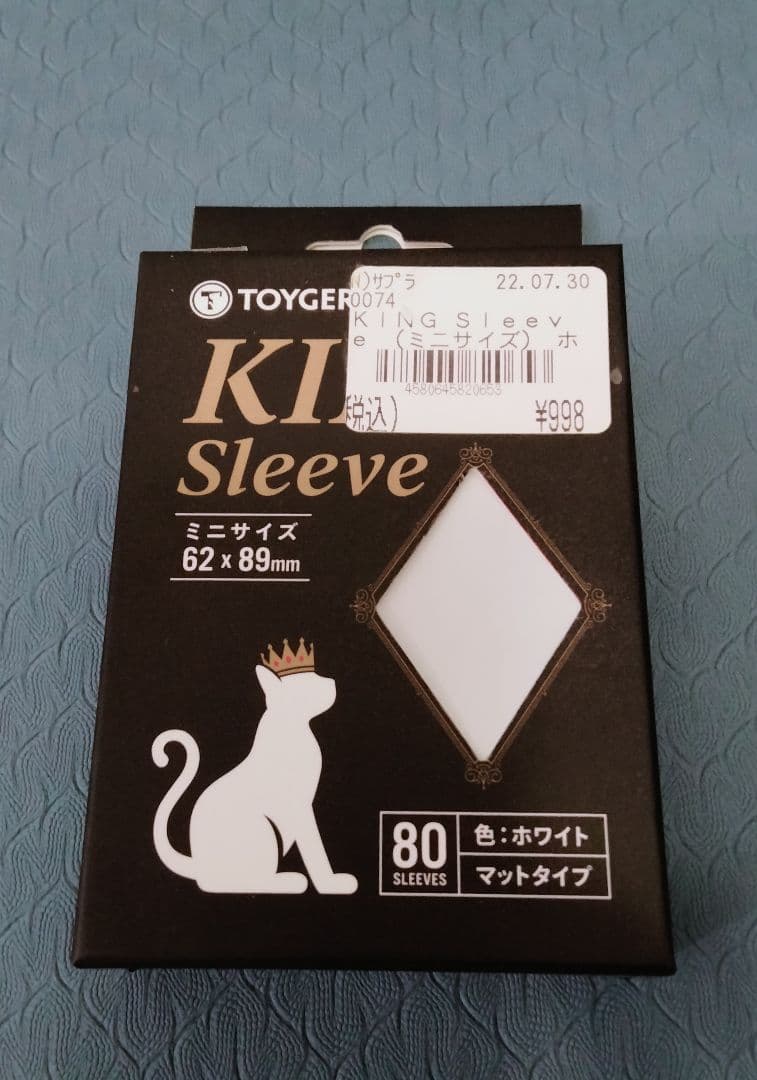 TOYGER
N)サプラ 22.07.30
0074
KING Sleev
e (ミニサイズ) ホ
4580645820653
税込) ¥998
KI
Sleeve
ミニサイズ
62 x 89mm
80 SLEEVES
色:ホワイト
マットタイプ